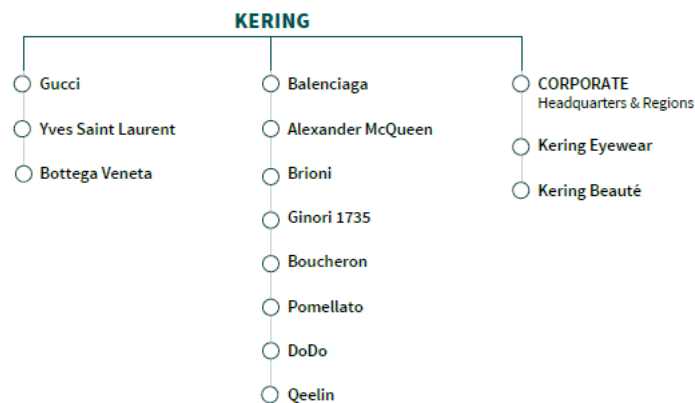 KERING
Gucci
Yves Saint Laurent
Bottega Veneta
Balenciaga
Alexander McQueen
Brioni
Ginori 1735
Boucheron
Pomellato
DoDo
Qeelin
CORPORATE
Headquarters & Regions
Kering Eyewear
Kering Beauté